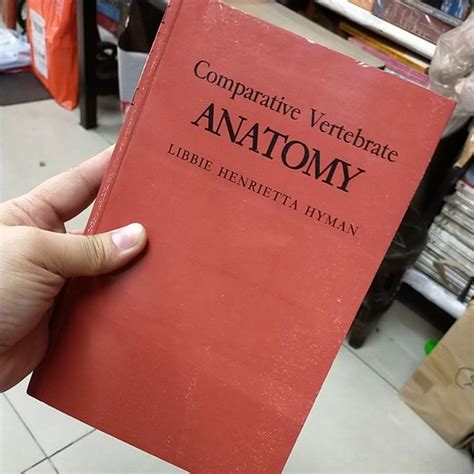 Comparative Vertebrate
ANATOMY
LIBBIE HENRIETTA HYMAN